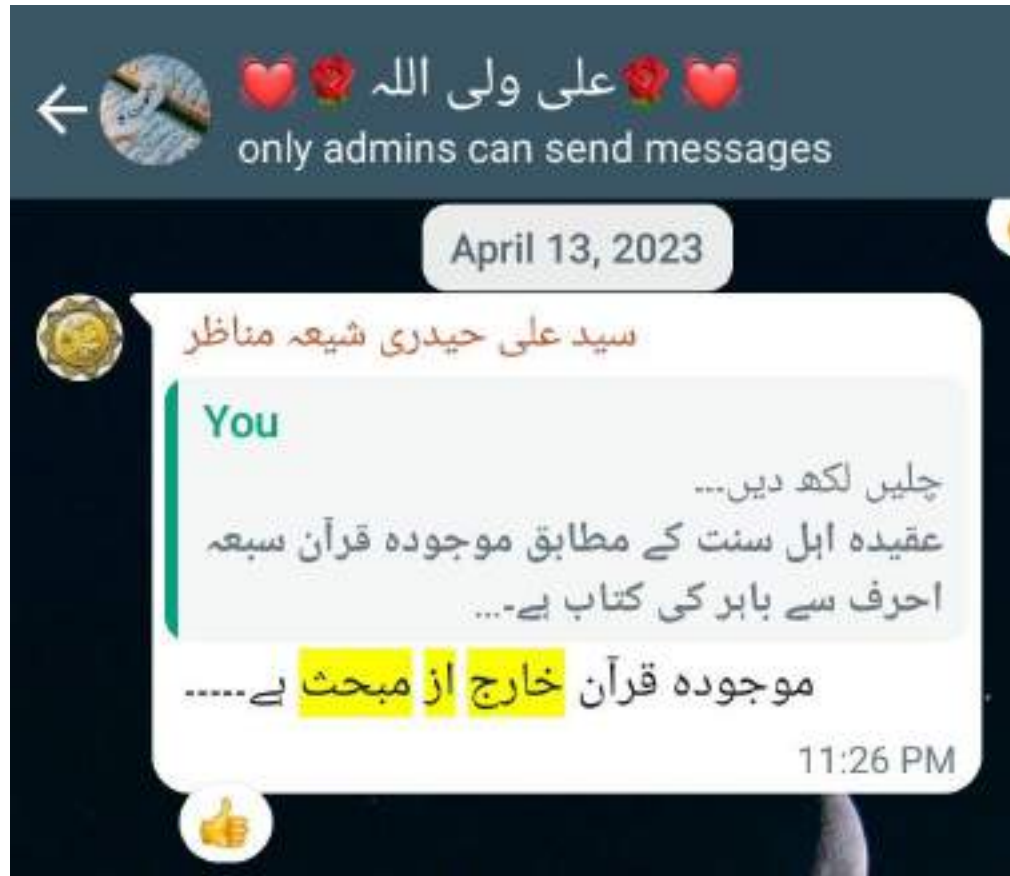 💓🌹علی ولی اللہ🌹💓
only admins can send messages
April 13, 2023
سید علی حیدری شیعہ مناظر
You
چلیں لکھ دیں...
عقیدہ اہل سنت کے مطابق موجودہ قرآن سبعہ
احرف سے باہر کی کتاب ہے۔...
موجودہ قرآن خارج از مبحث ہے.....
11:26 PM
👍